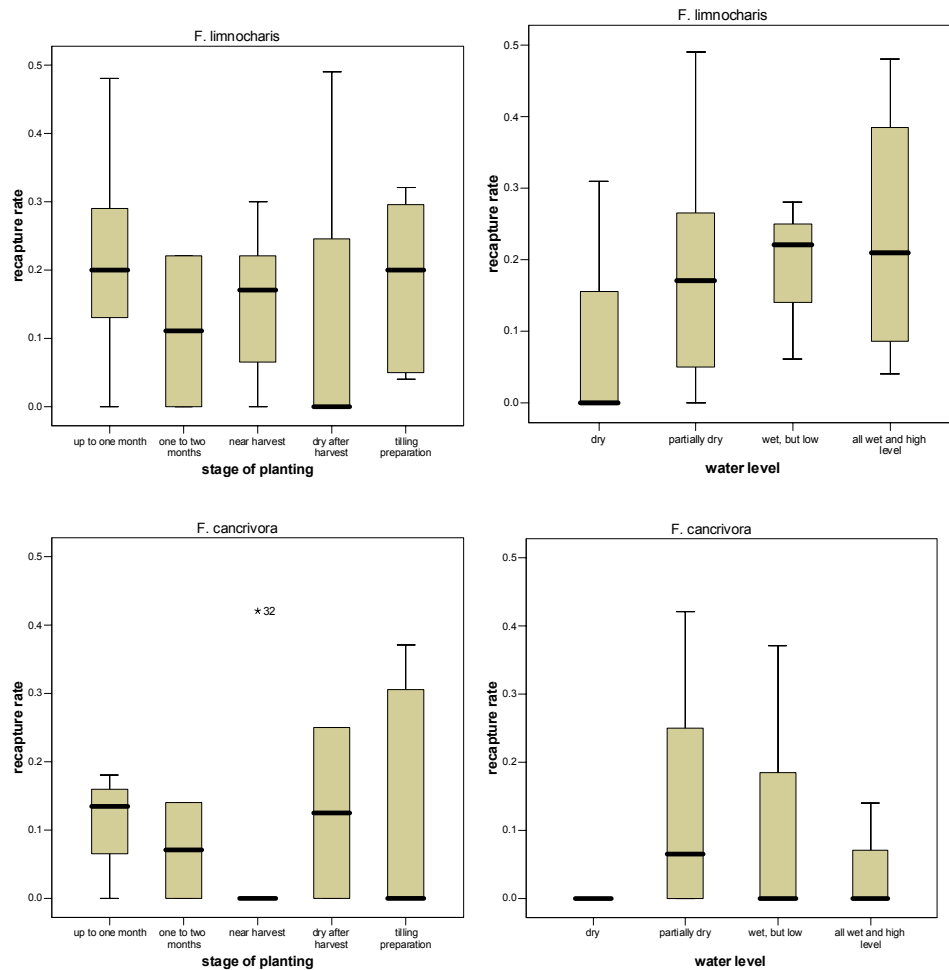 F. limnocharis
0.5
0.4
0.3
0.2
0.1
0.0
recapture rate
up to one month
one to two months
near harvest
dry after harvest
tilling preparation
stage of planting
F. limnocharis
0.5
0.4
0.3
0.2
0.1
0.0
recapture rate
dry
partially dry
wet, but low
all wet and high level
water level
F. cancrivora
0.5
0.4
0.3
0.2
0.1
0.0
recapture rate
*32
up to one month
one to two months
near harvest
dry after harvest
tilling preparation
stage of planting
F. cancrivora
0.5
0.4
0.3
0.2
0.1
0.0
recapture rate
dry
partially dry
wet, but low
all wet and high level
water level